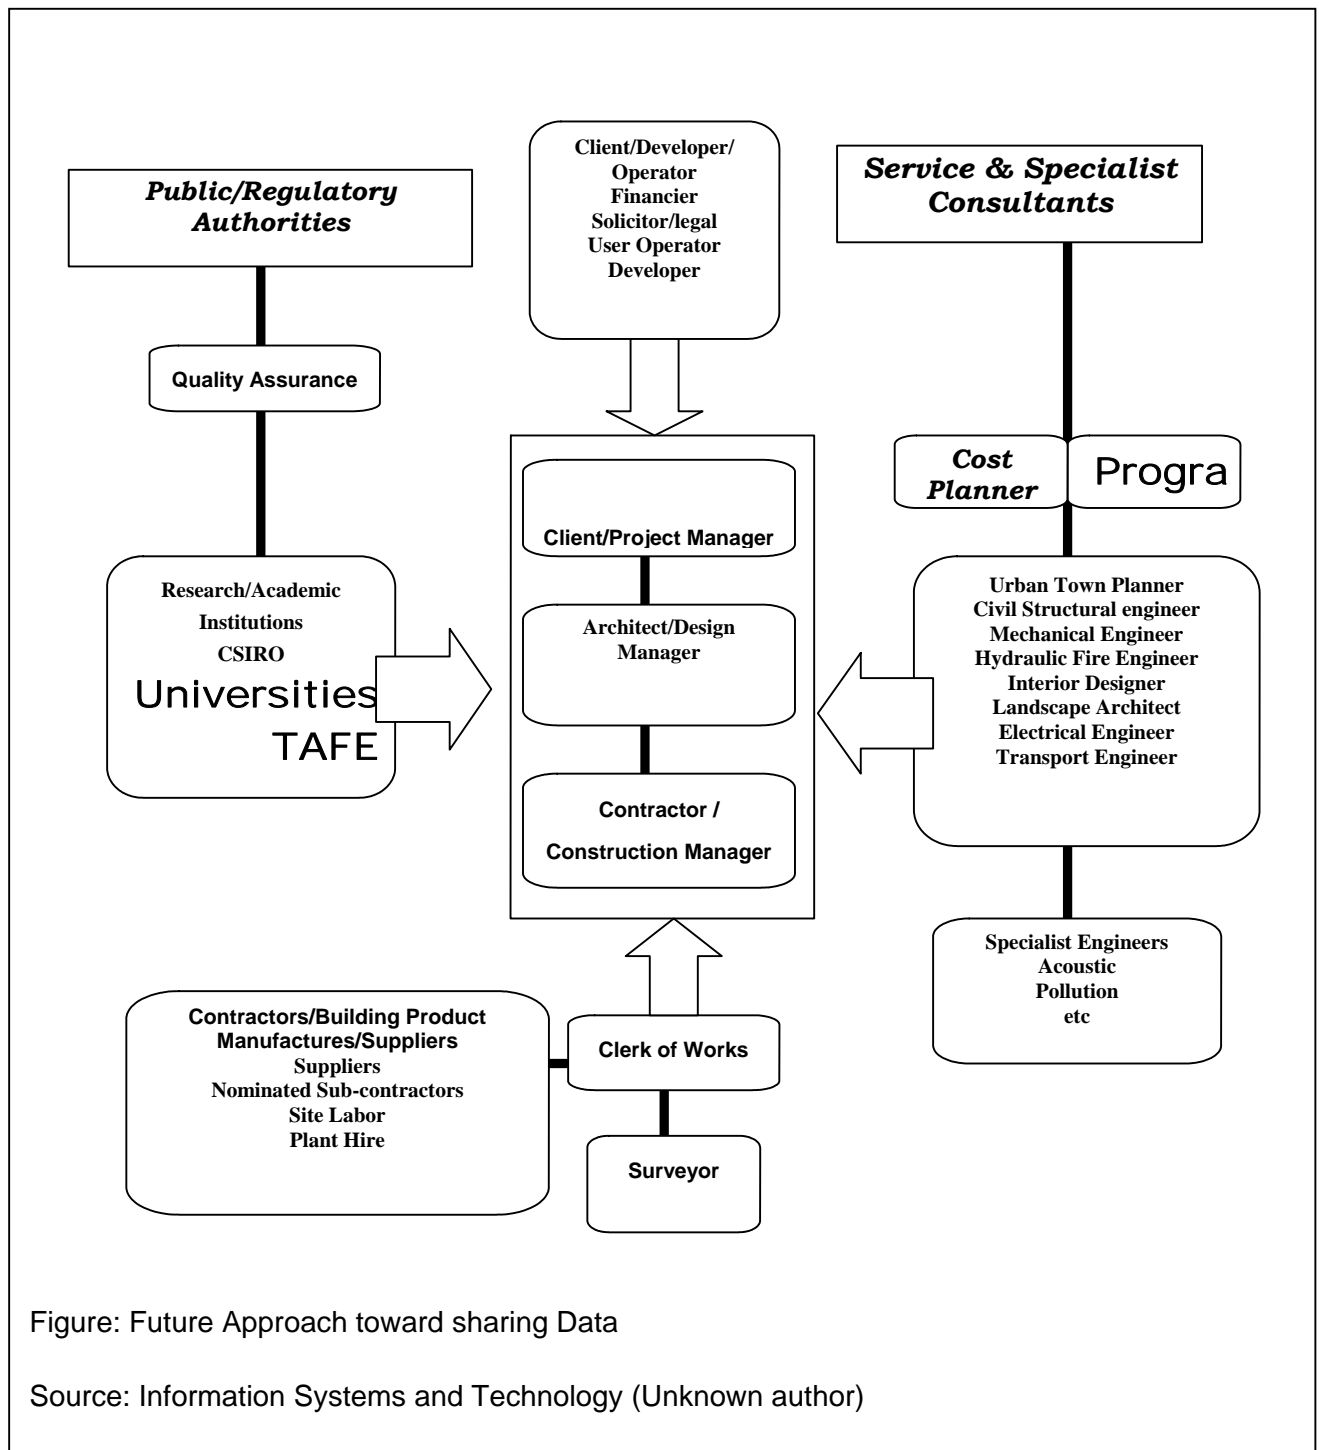 Public/Regulatory
Authorities
Quality Assurance
Research/Academic
Institutions
CSIRO
Universities
TAFE
Client/Developer/
Operator
Financier
Solicitor/legal
User Operator
Developer
Client/Project Manager
Architect/Design
Manager
Contractor /
Construction Manager
Service & Specialist
Consultants
Cost
Planner
Progra
Urban Town Planner
Civil Structural engineer
Mechanical Engineer
Hydraulic Fire Engineer
Interior Designer
Landscape Architect
Electrical Engineer
Transport Engineer
Specialist Engineers
Acoustic
Pollution
etc
Contractors/Building Product
Manufactures/Suppliers
Suppliers
Nominated Sub-contractors
Site Labor
Plant Hire
Clerk of Works
Surveyor
Figure: Future Approach toward sharing Data
Source: Information Systems and Technology (Unknown author)